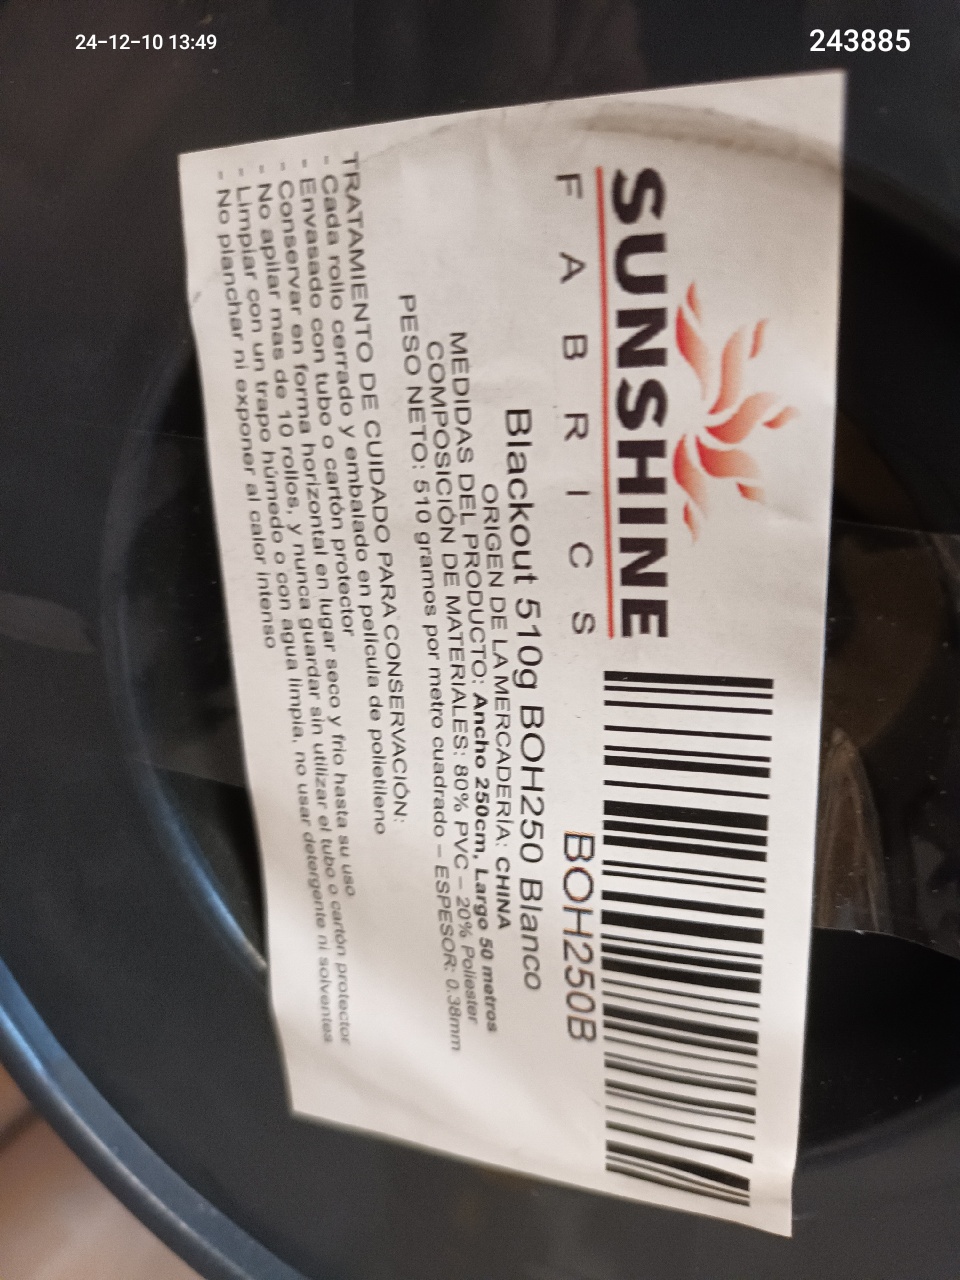 24-12-10 13:49
243885
SUNSHINE
FABRICS
BOH250B
Blackout 510g BOH250 Blanco
ORIGEN DE LA MERCADERÍA: CHINA
MEDIDAS DEL PRODUCTO: Ancho 250cm, Largo 50 metros
COMPOSICIÓN DE MATERIALES: 80% PVC – 20% Poliester
PESO NETO: 510 gramos por metro cuadrado – ESPESOR: 0.38mm
TRATAMIENTO DE CUIDADO PARA CONSERVACIÓN:
- Cada rollo cerrado y embalado en película de polietileno
- Envasado con tubo o cartón protector
- Conservar en forma horizontal en lugar seco y frio hasta su uso
- No apilar mas de 10 rollos, y nunca guardar sin utilizar el tubo o cartón protector
- Limpiar con un trapo húmedo o con agua limpia, no usar detergente ni solventes
- No planchar ni exponer al calor intenso